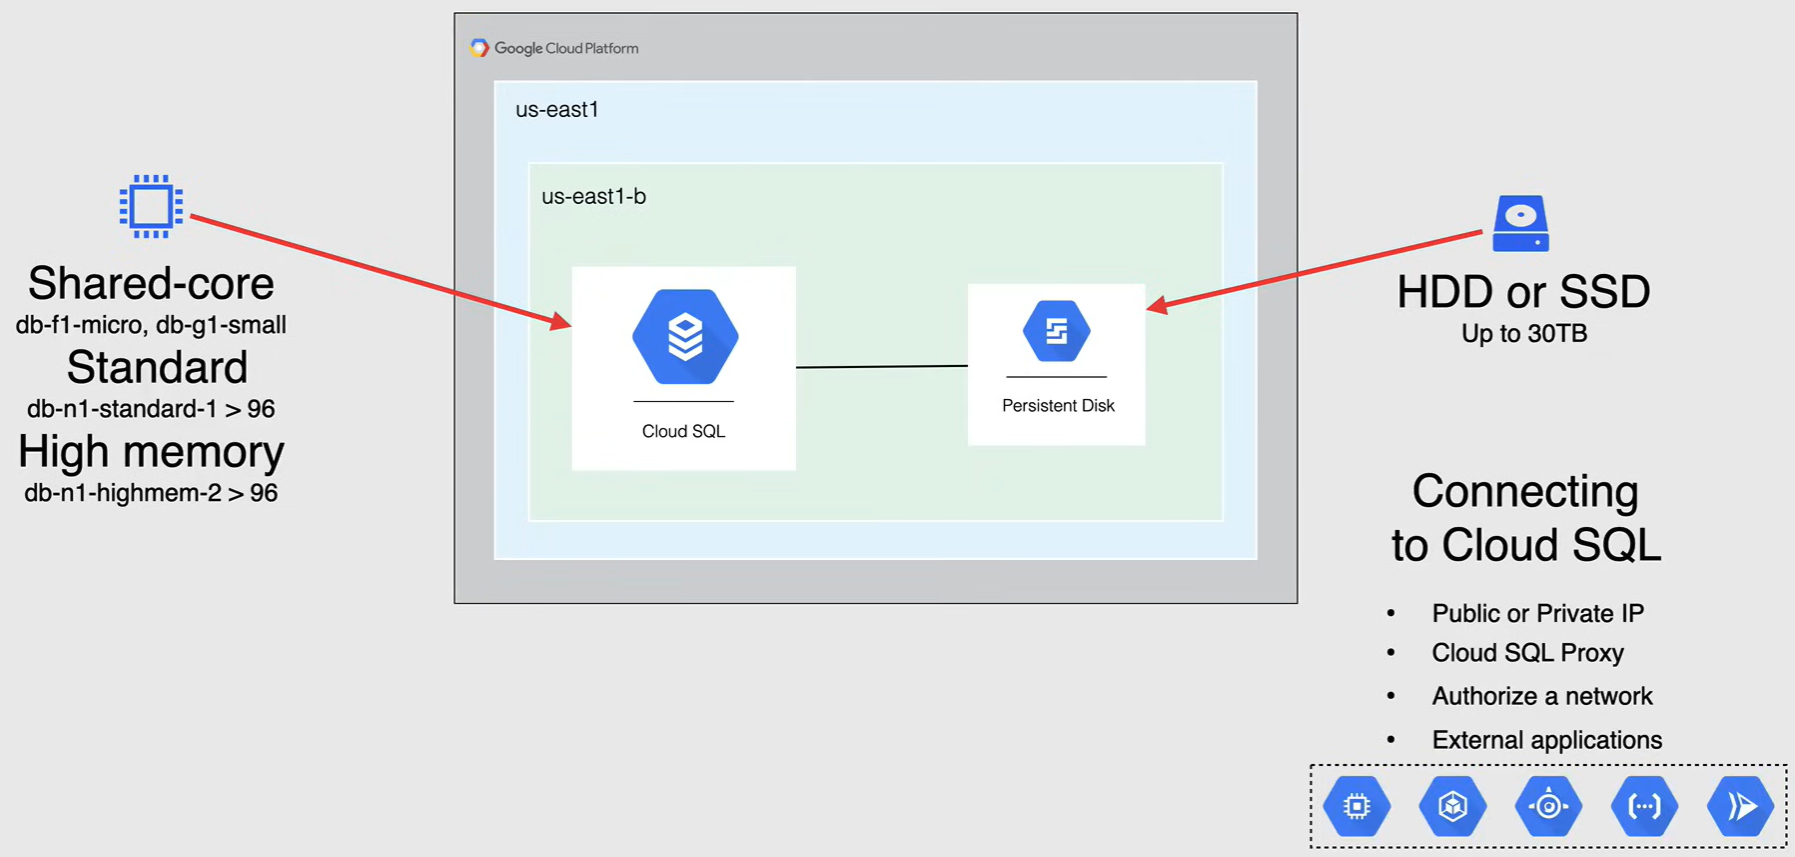 Google Cloud Platform
us-east1
us-east1-b
Cloud SQL
Persistent Disk
Shared-core
db-f1-micro, db-g1-small
Standard
db-n1-standard-1 > 96
High memory
db-n1-highmem-2 > 96
HDD or SSD
Up to 30TB
Connecting
to Cloud SQL
• Public or Private IP
• Cloud SQL Proxy
• Authorize a network
• External applications